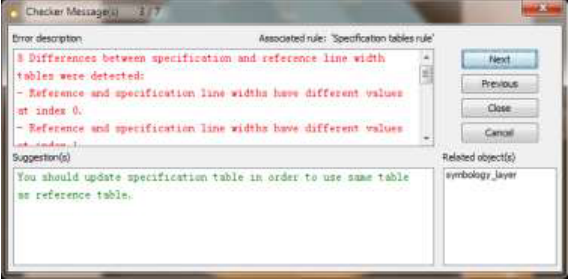 Checker Message(s) 3 / 7
Error description Associated rule: 'Specification tables rule'
8 Differences between specification and reference line width
tables were detected:
- Reference and specification line widths have different values
at index 0.
- Reference and specification line widths have different values
at index 1
Next
Previous
Close
Cancel
Suggestion(s)
You should update specification table in order to use same table
as reference table.
Related object(s)
symbology_layer